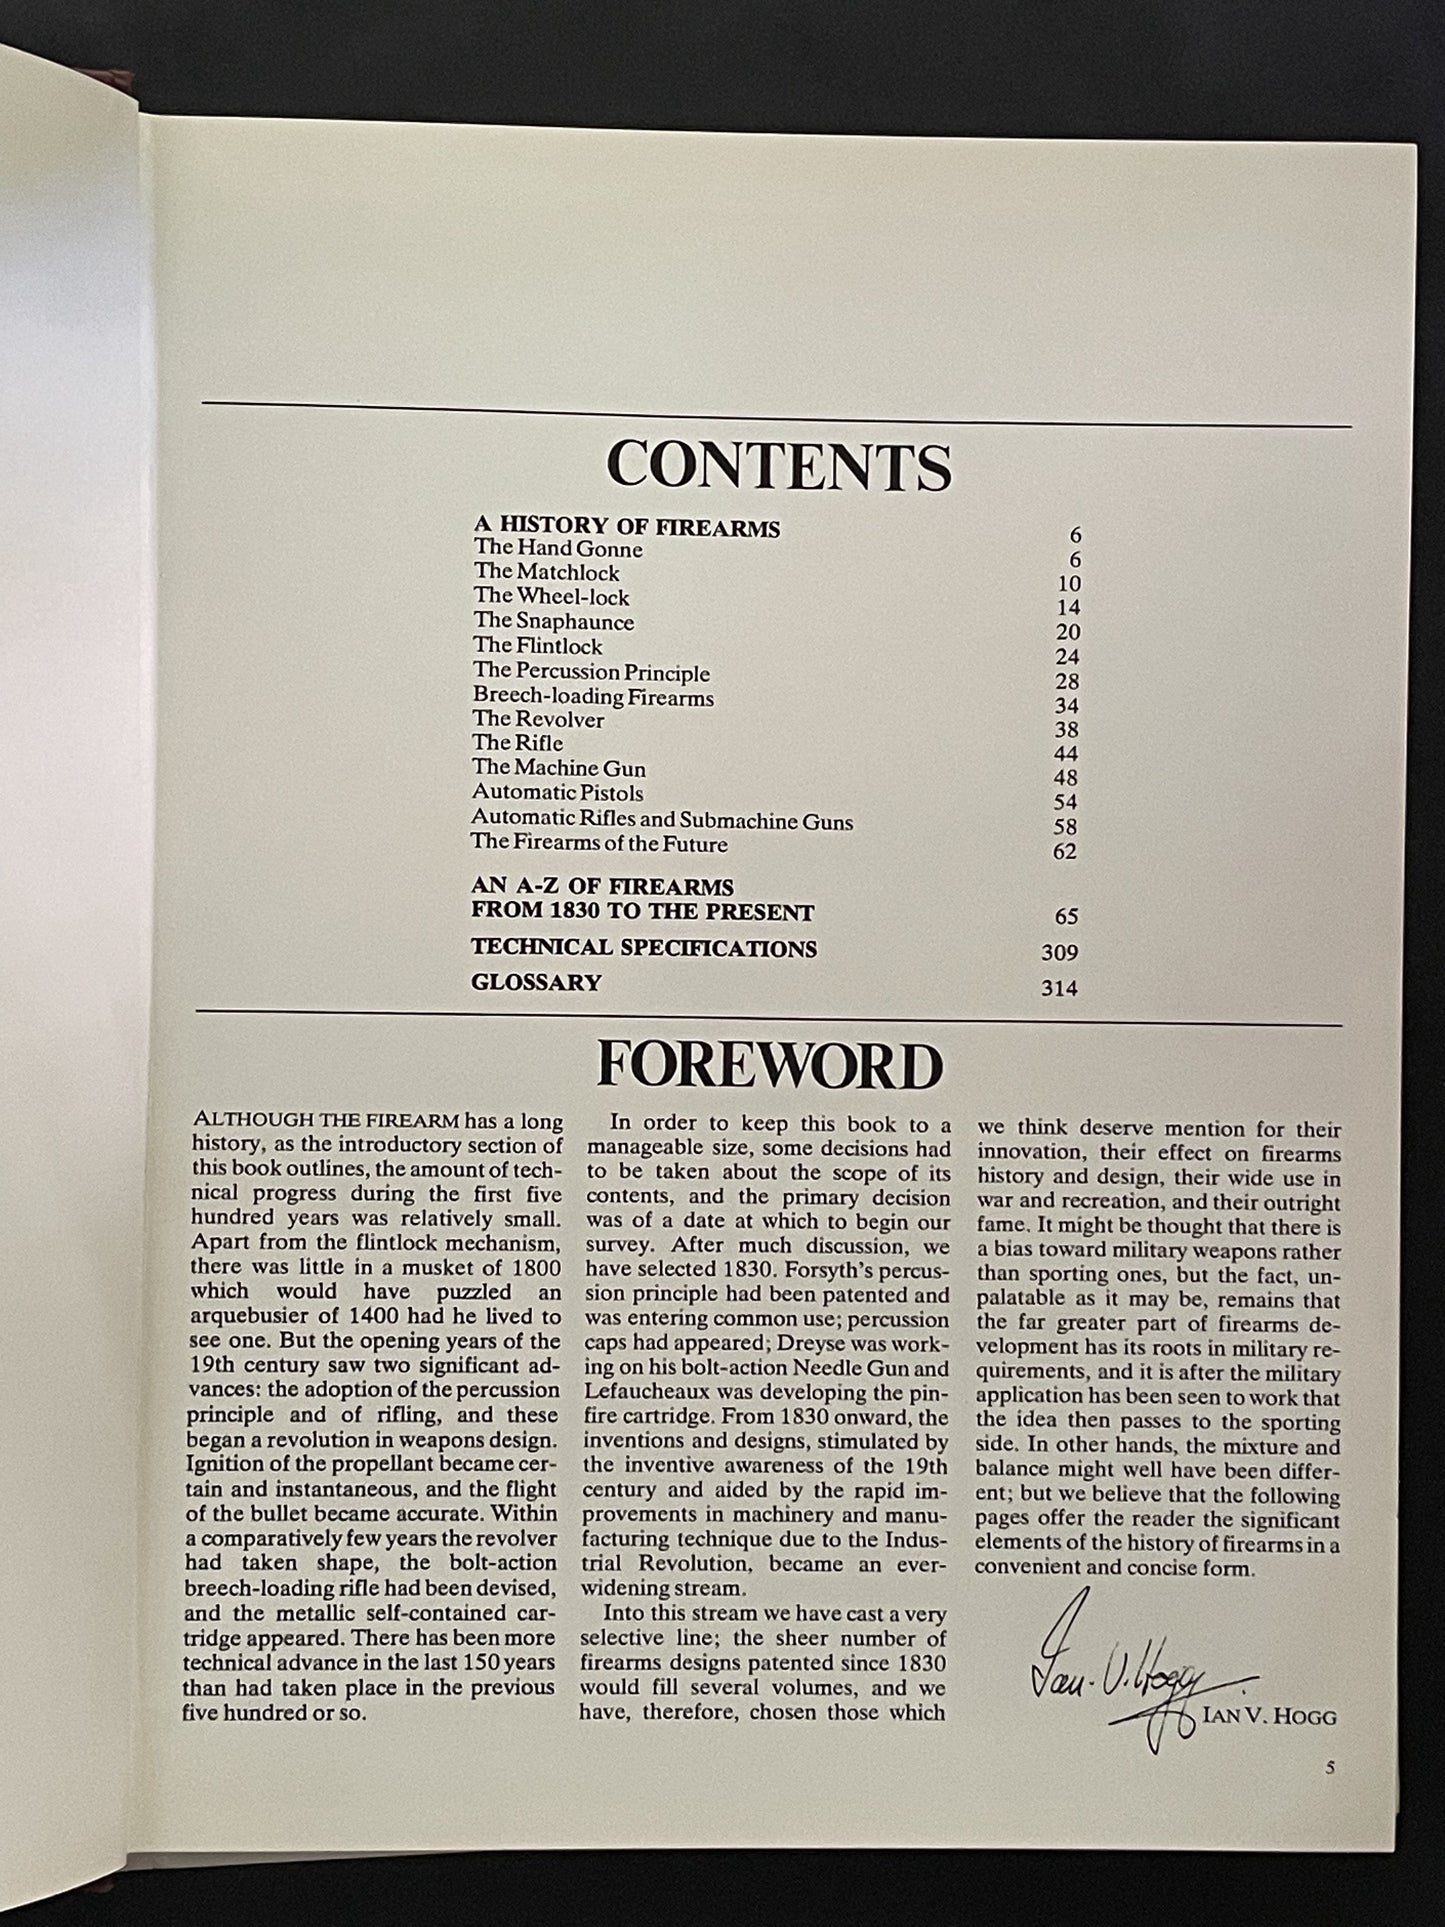 CONTENTS
A HISTORY OF FIREARMS 6
The Hand Gonne 6
The Matchlock 10
The Wheel-lock 14
The Snaphaunce 20
The Flintlock 24
The Percussion Principle 28
Breech-loading Firearms 34
The Revolver 38
The Rifle 44
The Machine Gun 48
Automatic Pistols 54
Automatic Rifles and Submachine Guns 58
The Firearms of the Future 62
AN A-Z OF FIREARMS
FROM 1830 TO THE PRESENT 65
TECHNICAL SPECIFICATIONS 309
GLOSSARY 314
FOREWORD
ALTHOUGH THE FIREARM has a long
history, as the introductory section of
this book outlines, the amount of tech-
nical progress during the first five
hundred years was relatively small.
Apart from the flintlock mechanism,
there was little in a musket of 1800
which would have puzzled an
arquebusier of 1400 had he lived to
see one. But the opening years of the
19th century saw two significant ad-
vances: the adoption of the percussion
principle and of rifling, and these
began a revolution in weapons design.
Ignition of the propellant became cer-
tain and instantaneous, and the flight
of the bullet became accurate. Within
a comparatively few years the revolver
had taken shape, the bolt-action
breech-loading rifle had been devised,
and the metallic self-contained car-
tridge appeared. There has been more
technical advance in the last 150 years
than had taken place in the previous
five hundred or so.
In order to keep this book to a
manageable size, some decisions had
to be taken about the scope of its
contents, and the primary decision
was of a date at which to begin our
survey. After much discussion, we
have selected 1830. Forsyth's percus-
sion principle had been patented and
was entering common use; percussion
caps had appeared; Dreyse was work-
ing on his bolt-action Needle Gun and
Lefaucheaux was developing the pin-
fire cartridge. From 1830 onward, the
inventions and designs, stimulated by
the inventive awareness of the 19th
century and aided by the rapid im-
provements in machinery and manu-
facturing technique due to the Indus-
trial Revolution, became an ever-
widening stream.
Into this stream we have cast a very
selective line; the sheer number of
firearms designs patented since 1830
would fill several volumes, and we
have, therefore, chosen those which
we think deserve mention for their
innovation, their effect on firearms
history and design, their wide use in
war and recreation, and their outright
fame. It might be thought that there is
a bias toward military weapons rather
than sporting ones, but the fact, un-
palatable as it may be, remains that
the far greater part of firearms de-
velopment has its roots in military re-
quirements, and it is after the military
application has been seen to work that
the idea then passes to the sporting
side. In other hands, the mixture and
balance might well have been differ-
ent; but we believe that the following
pages offer the reader the significant
elements of the history of firearms in a
convenient and concise form.
Ian. V. Hogg
IAN V. HOGG
5